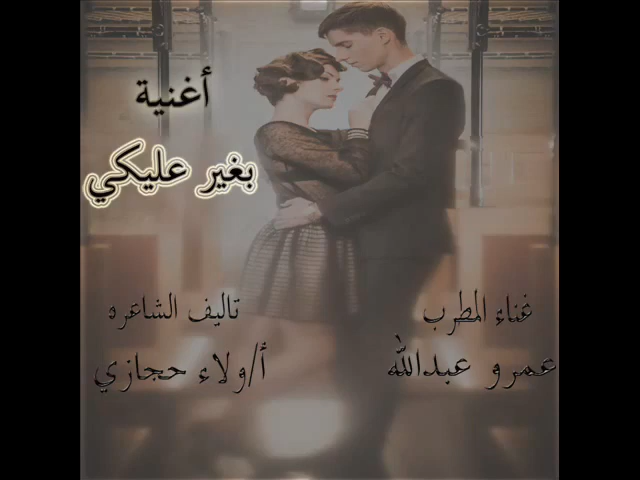 أغنية
بغير عليكي
غناء المطرب
عمرو عبدالله
تاليف الشاعره
أ/ولاء حجازي